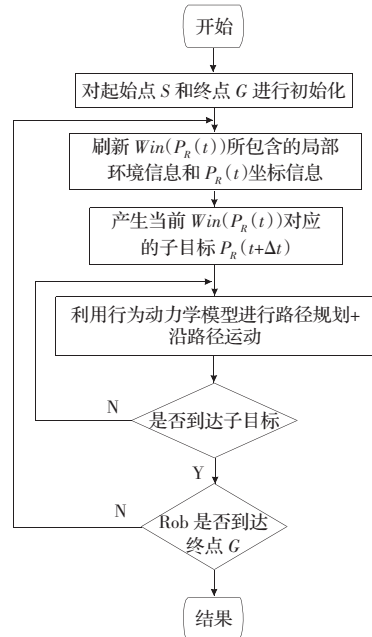 开始
对起始点 S 和终点 G 进行初始化
刷新 Win(P_R(t))所包含的局部
环境信息和 P_R(t)坐标信息
产生当前 Win(P_R(t))对应
的子目标 P_R(t+Δt)
利用行为动力学模型进行路径规划+
沿路径运动
N
是否到达子目标
Y
N
Rob 是否到达
终点 G
结果